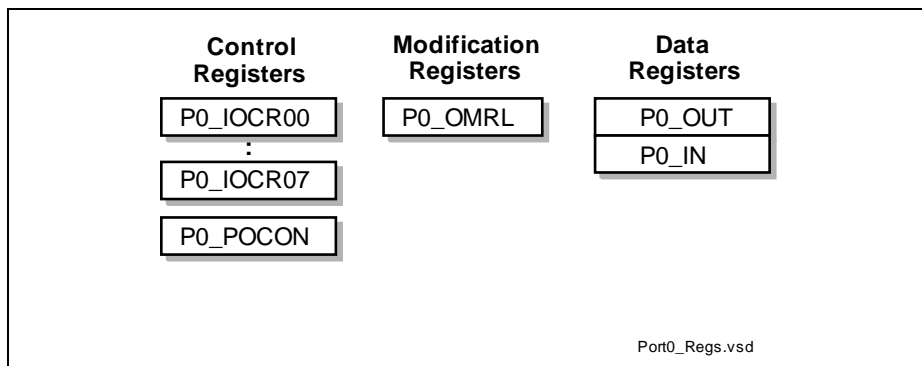 Control
Registers
Modification
Registers
Data
Registers
P0_IOCR00
:
P0_IOCR07
P0_POCON
P0_OMRL
P0_OUT
P0_IN
Port0_Regs.vsd